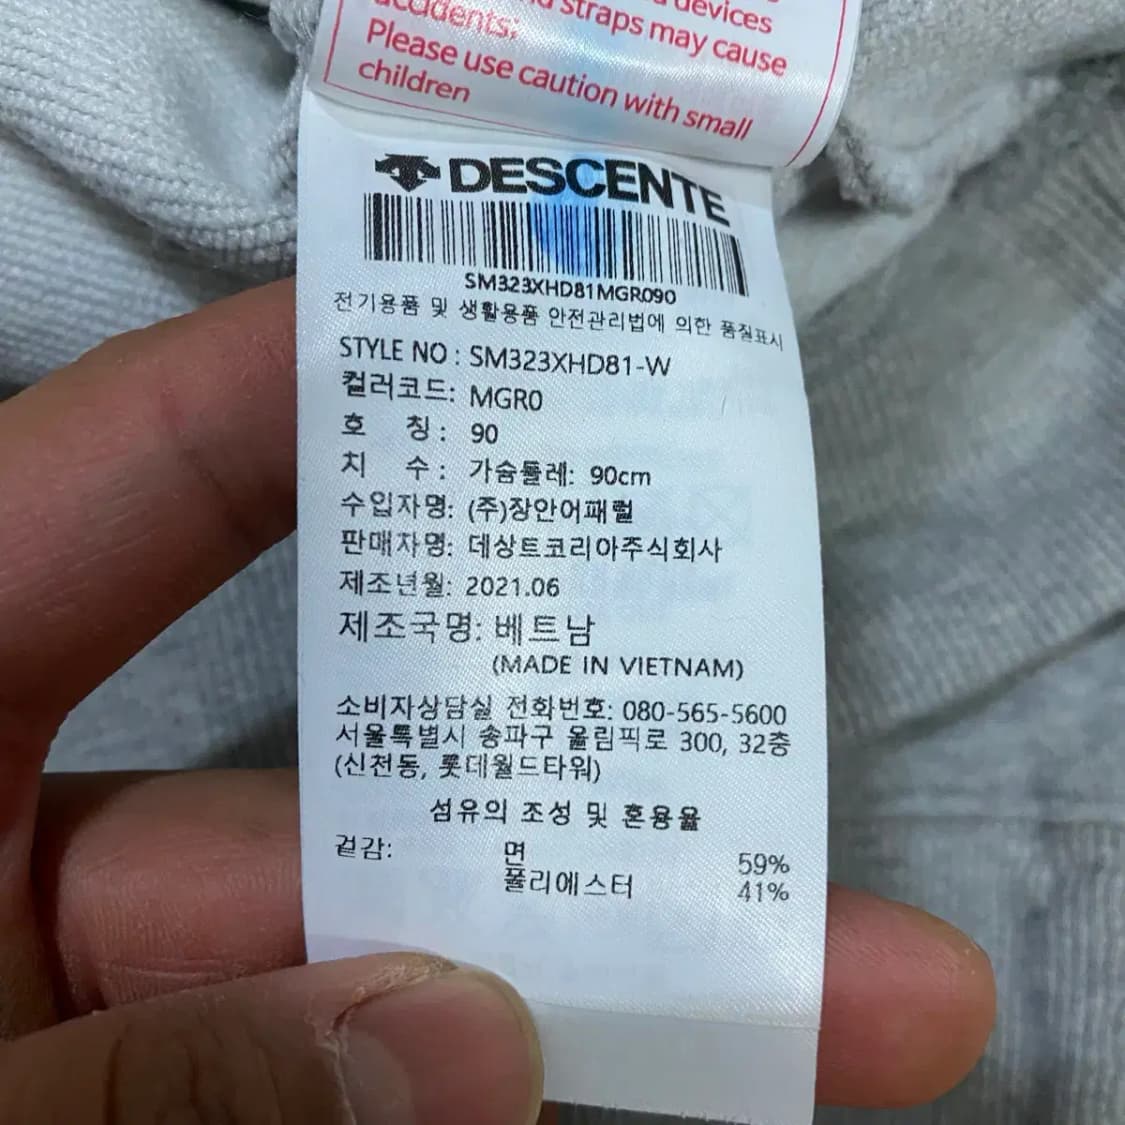 devices
straps may cause
accidents;
Please use caution with small
children
DESCENTE
SM323XHD81MGR090
전기용품 및 생활용품 안전관리법에 의한 품질표시
STYLE NO : SM323XHD81-W
컬러코드: MGR0
호 칭 : 90
치 수 : 가슴둘레: 90cm
수입자명: (주)장안어패럴
판매자명: 데상트코리아주식회사
제조년월: 2021.06
제조국명: 베트남
(MADE IN VIETNAM)
소비자상담실 전화번호: 080-565-5600
서울특별시 송파구 올림픽로 300, 32층
(신천동, 롯데월드타워)
섬유의 조성 및 혼용율
겉감: 면 59%
폴리에스터 41%